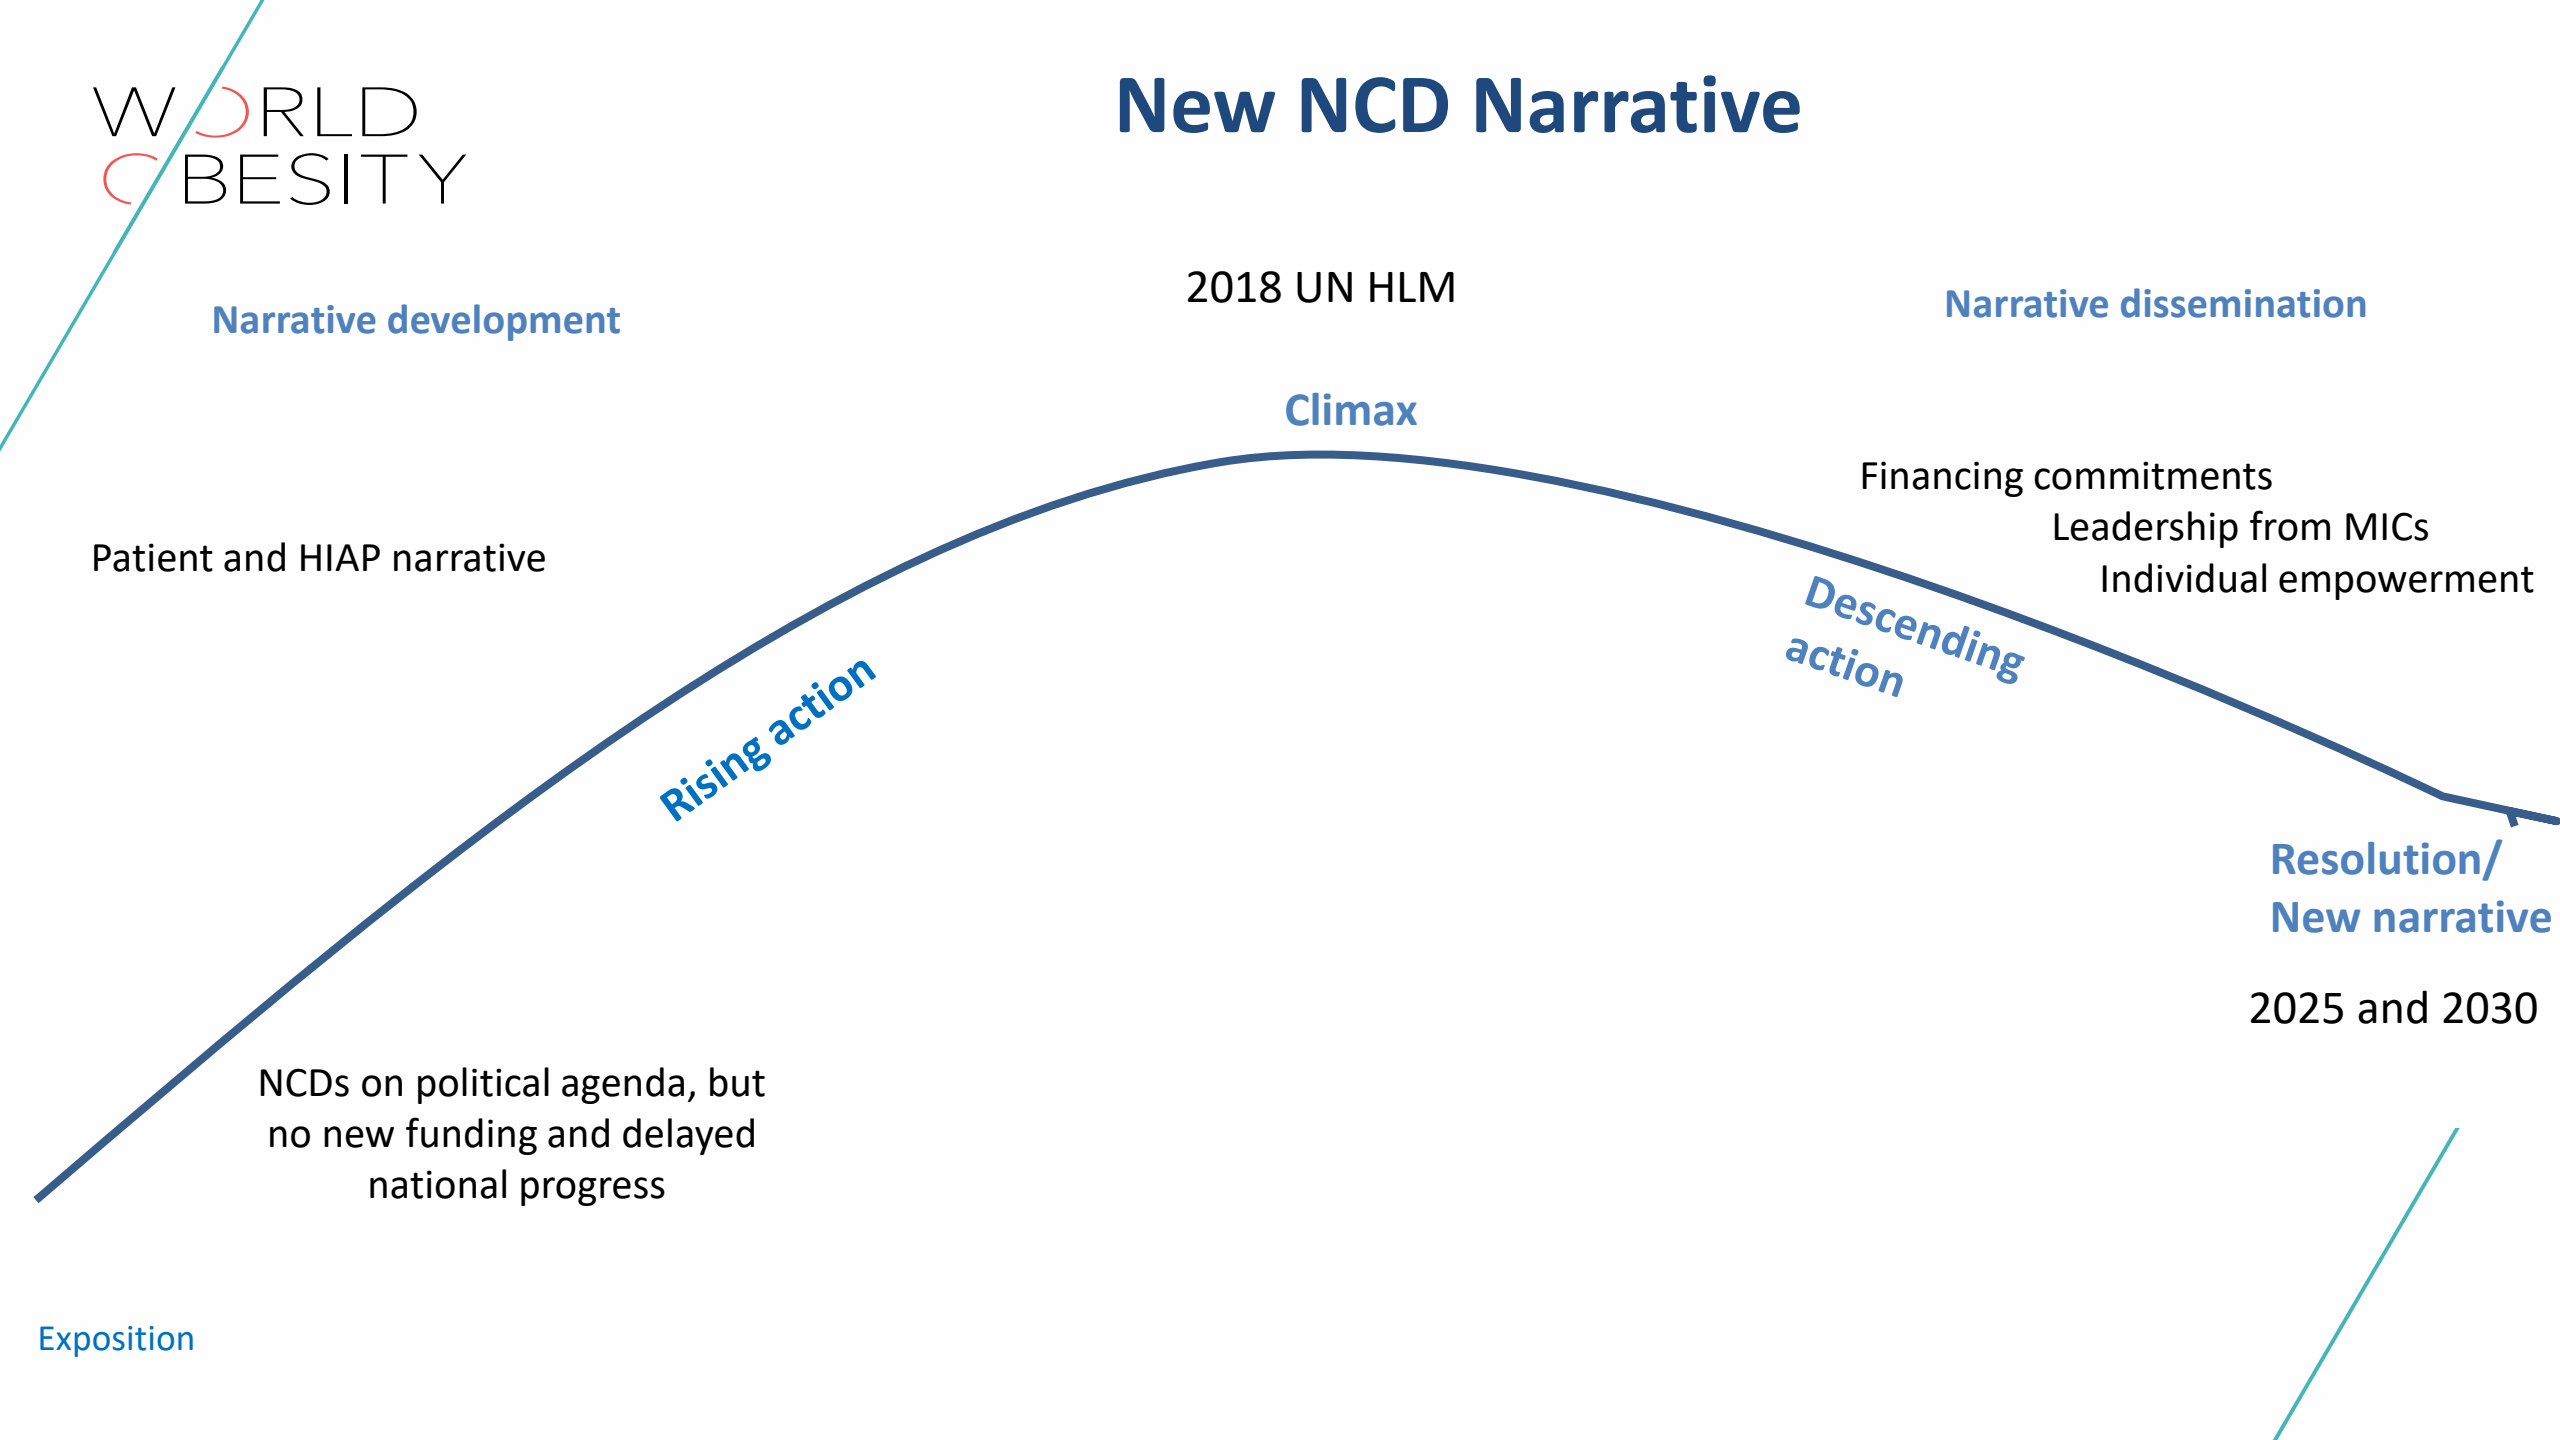 WORLD
OBESITY
New NCD Narrative
2018 UN HLM
Narrative development
Narrative dissemination
Climax
Patient and HIAP narrative
Financing commitments
Leadership from MICs
Individual empowerment
Rising action
Descending
action
Resolution/
New narrative
2025 and 2030
NCDs on political agenda, but
no new funding and delayed
national progress
Exposition